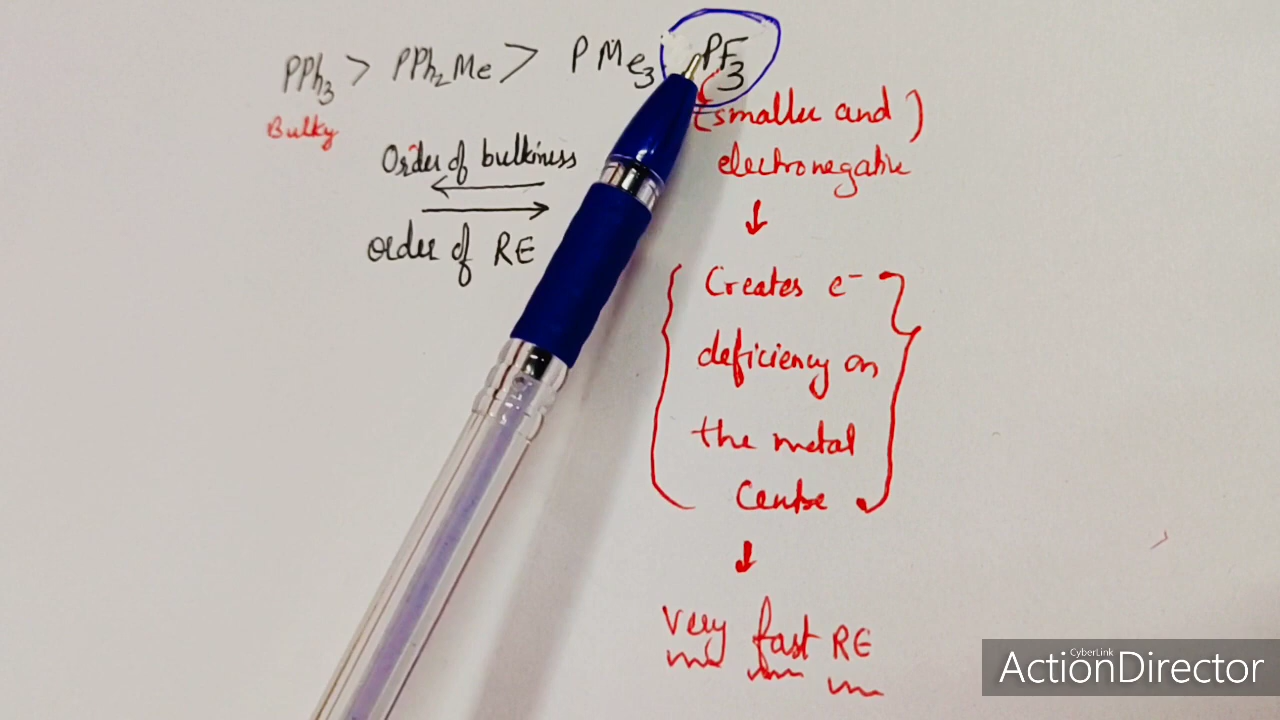 PPh3 > PPh2Me > PMe3 PF3
Bulky
(smaller and)
electronegative
Order of bulkiness
order of RE
Creates e-
deficiency on
the metal
Centre
very fast RE
CyberLink
ActionDirector